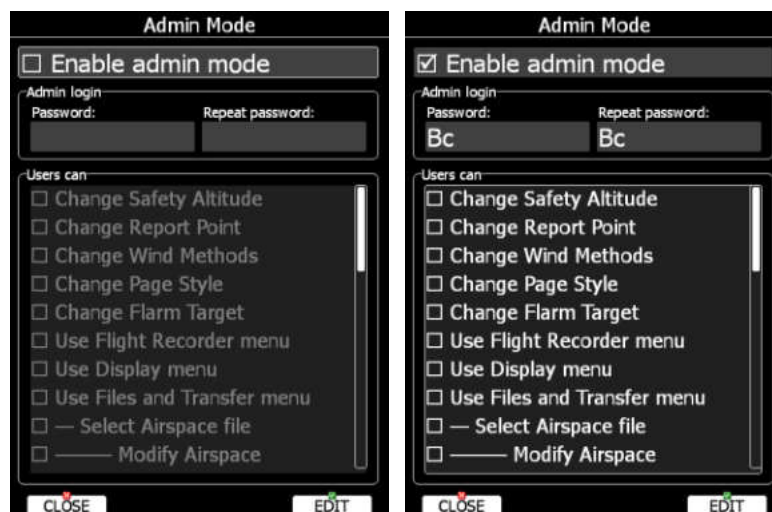 Admin Mode
Enable admin mode
Admin login
Password: Repeat password:
Users can
Change Safety Altitude
Change Report Point
Change Wind Methods
Change Page Style
Change Flarm Target
Use Flight Recorder menu
Use Display menu
Use Files and Transfer menu
— Select Airspace file
——— Modify Airspace
CLOSE EDIT
Admin Mode
Enable admin mode
Admin login
Password: Repeat password:
Bc Bc
Users can
Change Safety Altitude
Change Report Point
Change Wind Methods
Change Page Style
Change Flarm Target
Use Flight Recorder menu
Use Display menu
Use Files and Transfer menu
— Select Airspace file
——— Modify Airspace
CLOSE EDIT